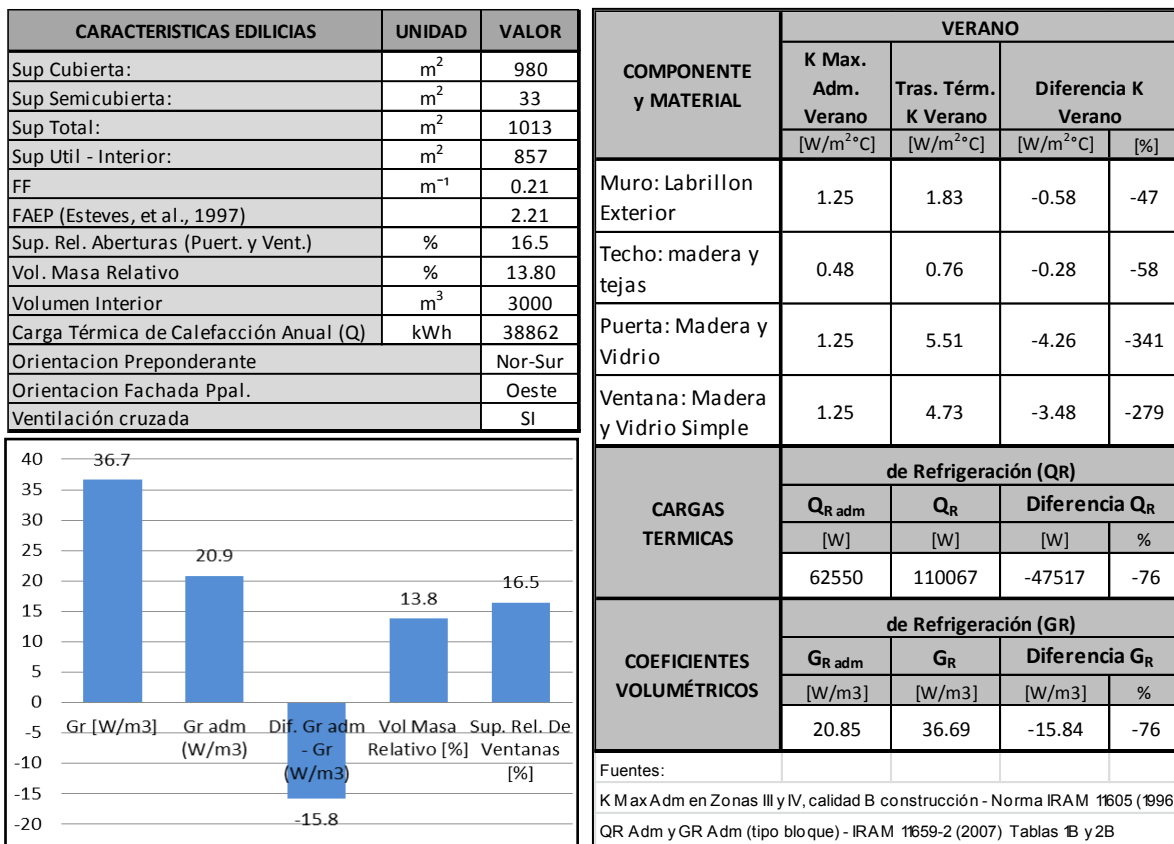 CARACTERISTICAS EDILICIAS UNIDAD VALOR
Sup Cubierta: m² 980
Sup Semicubierta: m² 33
Sup Total: m² 1013
Sup Util - Interior: m² 857
FF m⁻¹ 0.21
FAEP (Esteves, et al., 1997) 2.21
Sup. Rel. Aberturas (Puert. y Vent.) % 16.5
Vol. Masa Relativo % 13.80
Volumen Interior m³ 3000
Carga Térmica de Calefacción Anual (Q) kWh 38862
Orientacion Preponderante Nor-Sur
Orientacion Fachada Ppal. Oeste
Ventilación cruzada SI
40
35
30
25
20
15
10
5
0
-5
-10
-15
-20
36.7
20.9
-15.8
13.8
16.5
Gr [W/m3]
Gr adm
(W/m3)
Dif. Gr adm
- Gr
(W/m3)
Vol Masa
Relativo [%]
Sup. Rel. De
Ventanas
[%]
COMPONENTE
y MATERIAL
VERANO
K Max.
Adm.
Verano
Tras. Térm.
K Verano
Diferencia K
Verano
[W/m²°C] [W/m²°C] [W/m²°C] [%]
Muro: Labrillon
Exterior
1.25 1.83 -0.58 -47
Techo: madera y
tejas
0.48 0.76 -0.28 -58
Puerta: Madera y
Vidrio
1.25 5.51 -4.26 -341
Ventana: Madera
y Vidrio Simple
1.25 4.73 -3.48 -279
CARGAS
TERMICAS
de Refrigeración (QR)
QR adm QR Diferencia QR
[W] [W] [W] %
62550 110067 -47517 -76
COEFICIENTES
VOLUMÉTRICOS
de Refrigeración (GR)
GR adm GR Diferencia GR
[W/m3] [W/m3] [W/m3] %
20.85 36.69 -15.84 -76
Fuentes:
K Max Adm en Zonas III y IV, calidad B construcción - Norma IRAM 11605 (1996
QR Adm y GR Adm (tipo bloque) - IRAM 11659-2 (2007) Tablas 1B y 2B